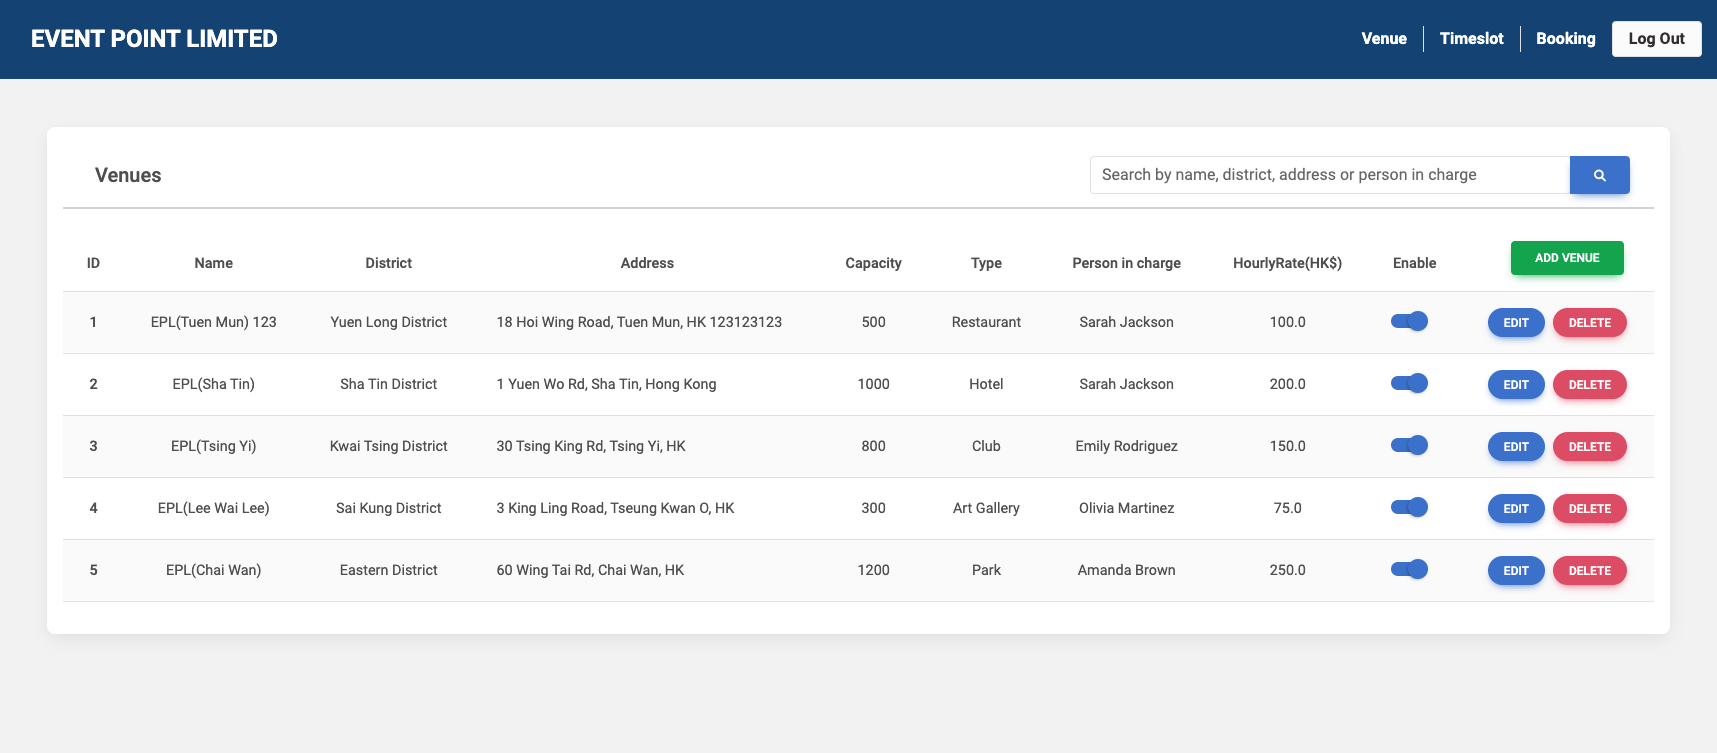 EVENT POINT LIMITED
Venue Timeslot Booking Log Out
Venues
Search by name, district, address or person in charge
ID Name District Address Capacity Type Person in charge HourlyRate(HK$) Enable ADD VENUE
1 EPL(Tuen Mun) 123 Yuen Long District 18 Hoi Wing Road, Tuen Mun, HK 123123123 500 Restaurant Sarah Jackson 100.0 EDIT DELETE
2 EPL(Sha Tin) Sha Tin District 1 Yuen Wo Rd, Sha Tin, Hong Kong 1000 Hotel Sarah Jackson 200.0 EDIT DELETE
3 EPL(Tsing Yi) Kwai Tsing District 30 Tsing King Rd, Tsing Yi, HK 800 Club Emily Rodriguez 150.0 EDIT DELETE
4 EPL(Lee Wai Lee) Sai Kung District 3 King Ling Road, Tseung Kwan O, HK 300 Art Gallery Olivia Martinez 75.0 EDIT DELETE
5 EPL(Chai Wan) Eastern District 60 Wing Tai Rd, Chai Wan, HK 1200 Park Amanda Brown 250.0 EDIT DELETE